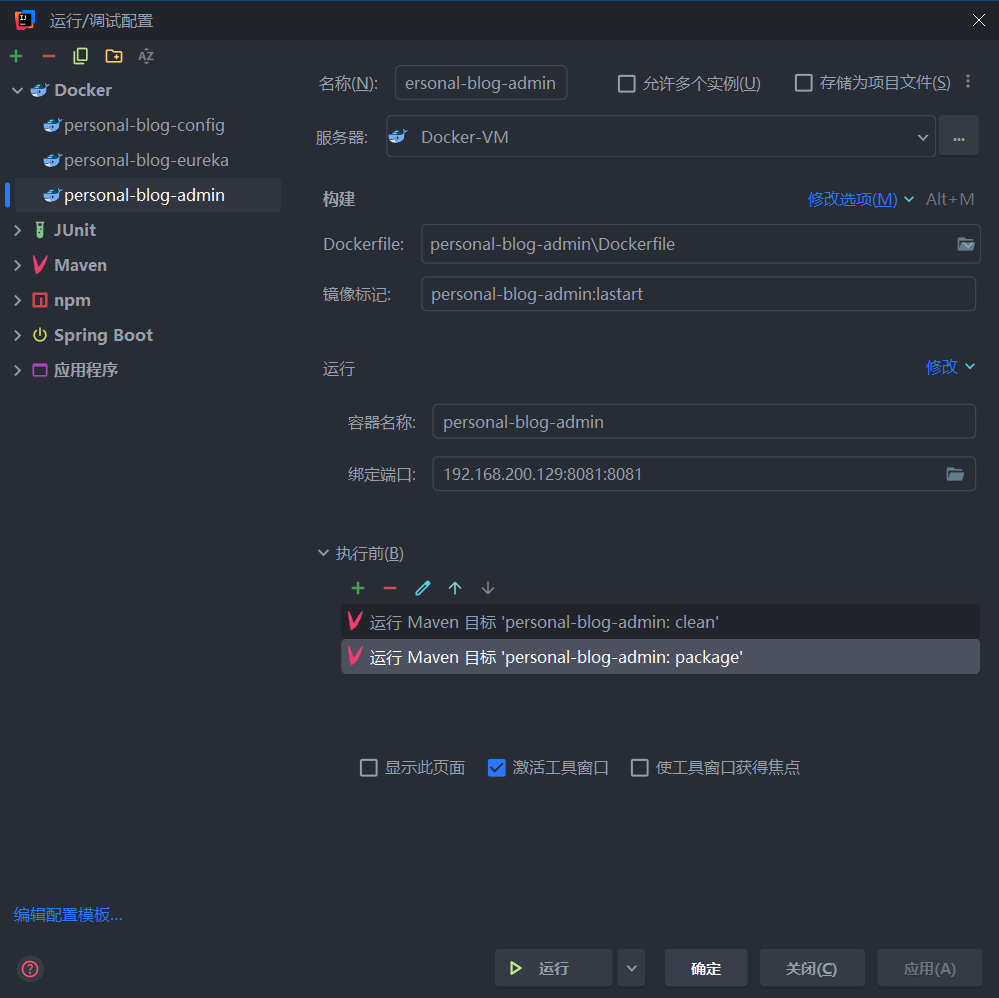 运行/调试配置
Docker
personal-blog-config
personal-blog-eureka
personal-blog-admin
JUnit
Maven
npm
Spring Boot
应用程序
编辑配置模板...
名称(N): ersonal-blog-admin 允许多个实例(U) 存储为项目文件(S)
服务器: Docker-VM ...
构建 修改选项(M) Alt+M
Dockerfile: personal-blog-admin\Dockerfile
镜像标记: personal-blog-admin:lastart
运行 修改
容器名称: personal-blog-admin
绑定端口: 192.168.200.129:8081:8081
执行前(B)
运行 Maven 目标 'personal-blog-admin: clean'
运行 Maven 目标 'personal-blog-admin: package'
显示此页面 激活工具窗口 使工具窗口获得焦点
? 运行 确定 关闭(C) 应用(A)